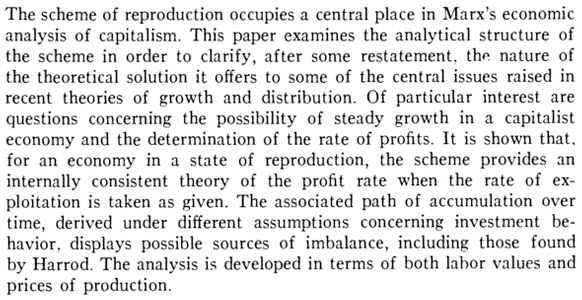 The scheme of reproduction occupies a central place in Marx's economic
analysis of capitalism. This paper examines the analytical structure of
the scheme in order to clarify, after some restatement, the nature of
the theoretical solution it offers to some of the central issues raised in
recent theories of growth and distribution. Of particular interest are
questions concerning the possibility of steady growth in a capitalist
economy and the determination of the rate of profits. It is shown that,
for an economy in a state of reproduction, the scheme provides an
internally consistent theory of the profit rate when the rate of ex-
ploitation is taken as given. The associated path of accumulation over
time, derived under different assumptions concerning investment be-
havior, displays possible sources of imbalance, including those found
by Harrod. The analysis is developed in terms of both labor values and
prices of production.